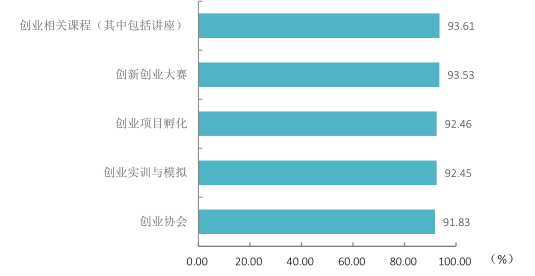 创业相关课程（其中包括讲座） 93.61
创新创业大赛 93.53
创业项目孵化 92.46
创业实训与模拟 92.45
创业协会 91.83
0.00 20.00 40.00 60.00 80.00 100.00 （%）